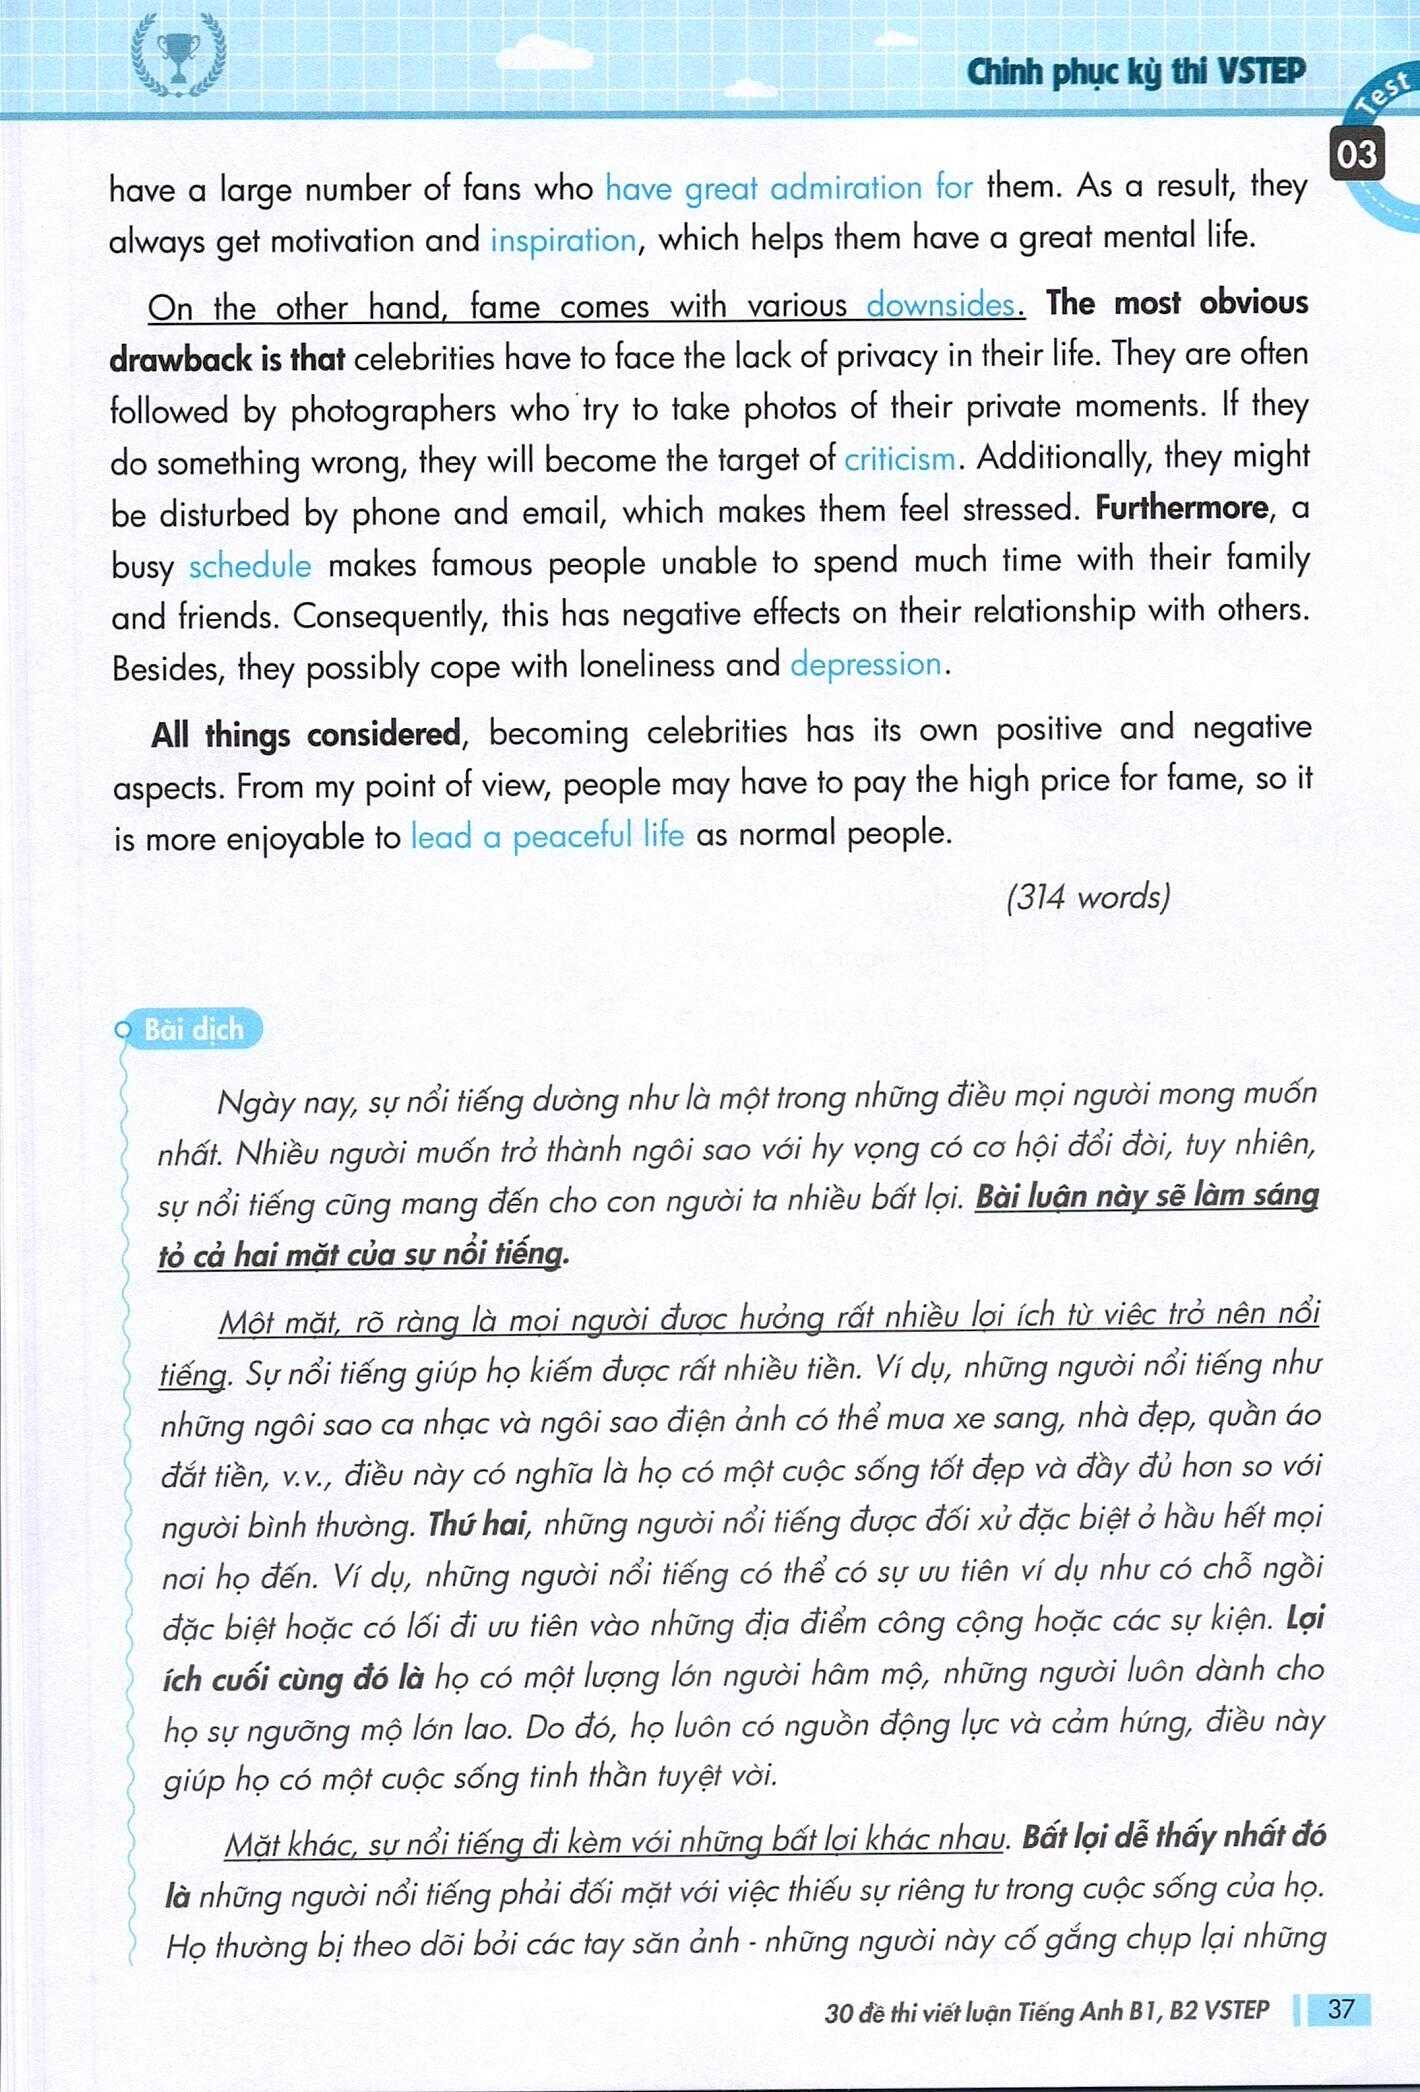 Chinh phục kỳ thi VSTEP
Test
03
have a large number of fans who have great admiration for them. As a result, they
always get motivation and inspiration, which helps them have a great mental life.
On the other hand, fame comes with various downsides. The most obvious
drawback is that celebrities have to face the lack of privacy in their life. They are often
followed by photographers who try to take photos of their private moments. If they
do something wrong, they will become the target of criticism. Additionally, they might
be disturbed by phone and email, which makes them feel stressed. Furthermore, a
busy schedule makes famous people unable to spend much time with their family
and friends. Consequently, this has negative effects on their relationship with others.
Besides, they possibly cope with loneliness and depression.
All things considered, becoming celebrities has its own positive and negative
aspects. From my point of view, people may have to pay the high price for fame, so it
is more enjoyable to lead a peaceful life as normal people.
(314 words)
Bài dịch
Ngày nay, sự nổi tiếng dường như là một trong những điều mọi người mong muốn
nhất. Nhiều người muốn trở thành ngôi sao với hy vọng có cơ hội đổi đời, tuy nhiên,
sự nổi tiếng cũng mang đến cho con người ta nhiều bất lợi. Bài luận này sẽ làm sáng
tỏ cả hai mặt của sự nổi tiếng.
Một mặt, rõ ràng là mọi người được hưởng rất nhiều lợi ích từ việc trở nên nổi
tiếng. Sự nổi tiếng giúp họ kiếm được rất nhiều tiền. Ví dụ, những người nổi tiếng như
những ngôi sao ca nhạc và ngôi sao điện ảnh có thể mua xe sang, nhà đẹp, quần áo
đắt tiền, v.v., điều này có nghĩa là họ có một cuộc sống tốt đẹp và đầy đủ hơn so với
người bình thường. Thứ hai, những người nổi tiếng được đối xử đặc biệt ở hầu hết mọi
nơi họ đến. Ví dụ, những người nổi tiếng có thể có sự ưu tiên ví dụ như có chỗ ngồi
đặc biệt hoặc có lối đi ưu tiên vào những địa điểm công cộng hoặc các sự kiện. Lợi
ích cuối cùng đó là họ có một lượng lớn người hâm mộ, những người luôn dành cho
họ sự ngưỡng mộ lớn lao. Do đó, họ luôn có nguồn động lực và cảm hứng, điều này
giúp họ có một cuộc sống tinh thần tuyệt vời.
Mặt khác, sự nổi tiếng đi kèm với những bất lợi khác nhau. Bất lợi dễ thấy nhất đó
là những người nổi tiếng phải đối mặt với việc thiếu sự riêng tư trong cuộc sống của họ.
Họ thường bị theo dõi bởi các tay săn ảnh - những người này cố gắng chụp lại những
30 đề thi viết luận Tiếng Anh B1, B2 VSTEP 37